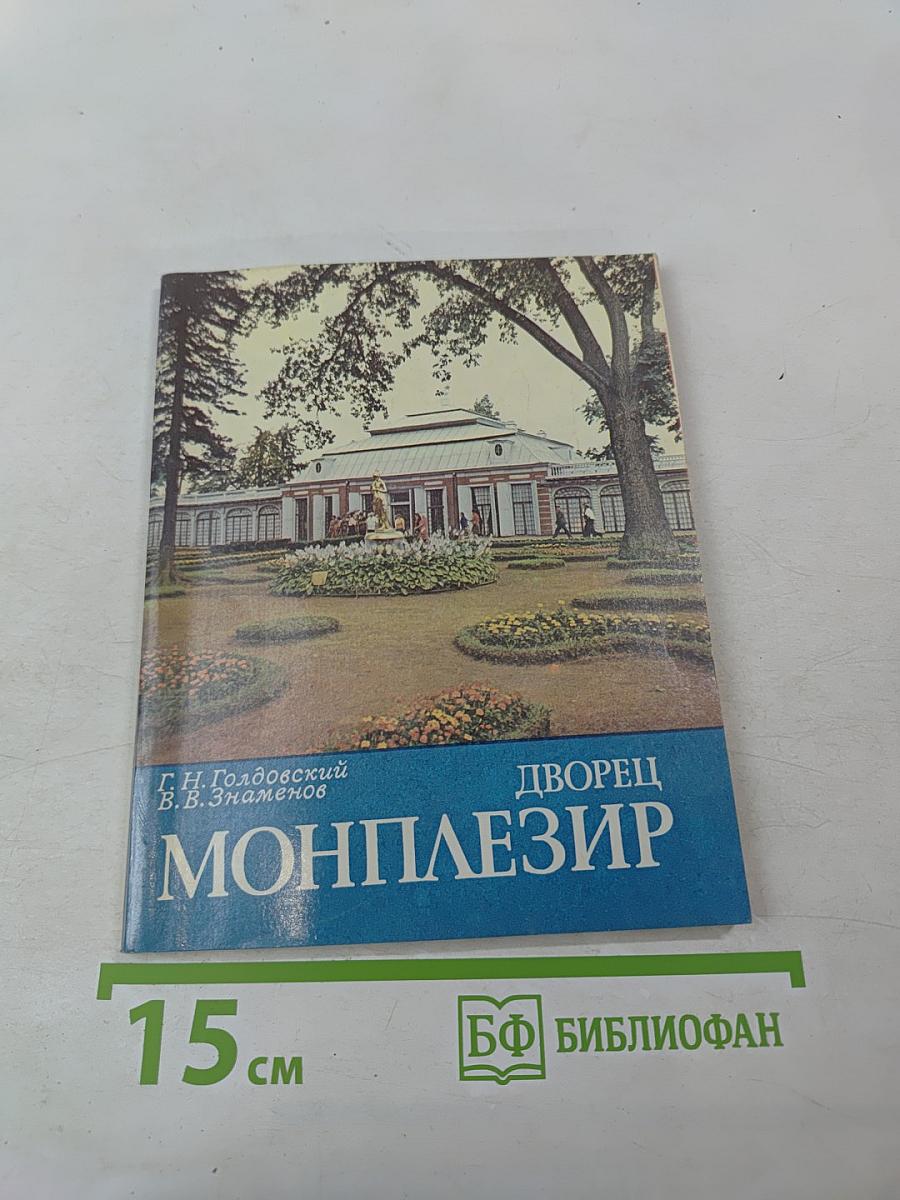 Г. Н. Голдовский
В. В. Знаменов
ДВОРЕЦ
МОНПЛЕЗИР
15 см
БФ БИБЛИОФАН